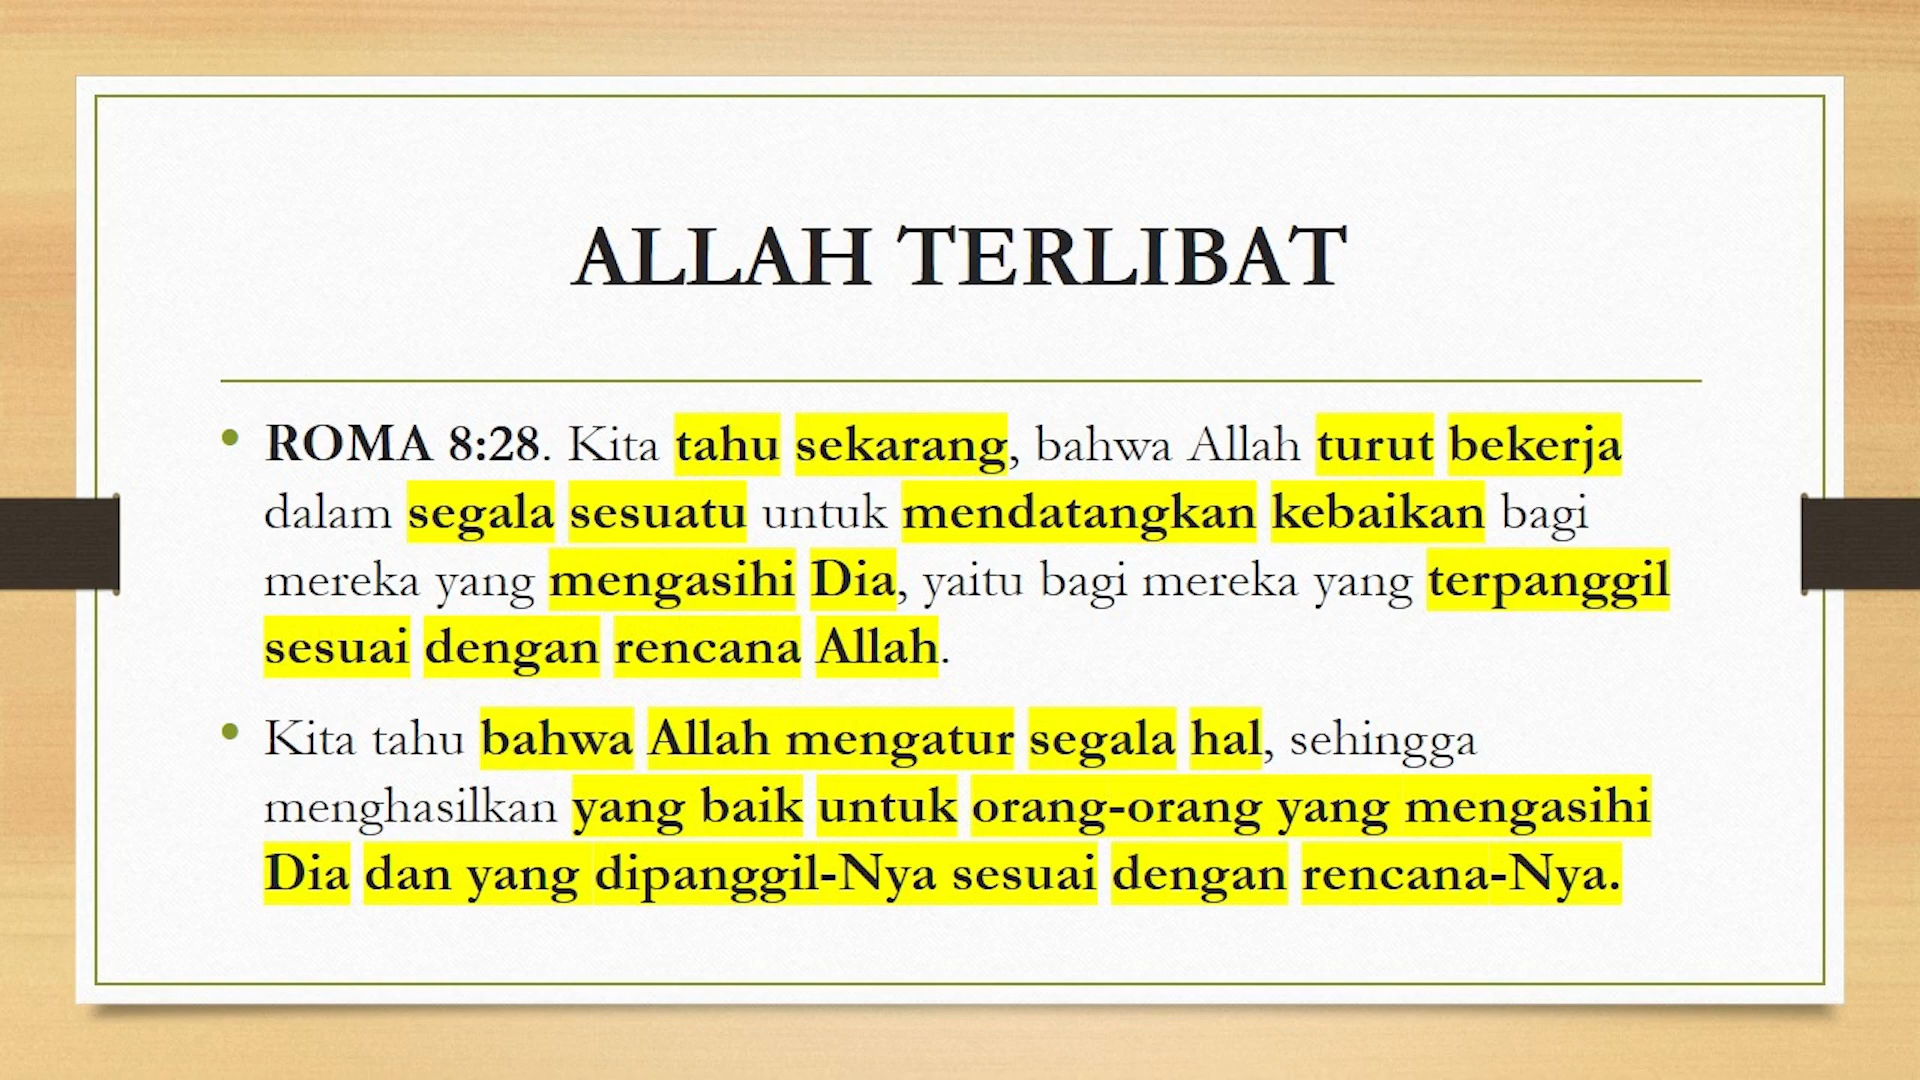 ALLAH TERLIBAT
• ROMA 8:28. Kita tahu sekarang, bahwa Allah turut bekerja
dalam segala sesuatu untuk mendatangkan kebaikan bagi
mereka yang mengasihi Dia, yaitu bagi mereka yang terpanggil
sesuai dengan rencana Allah.
• Kita tahu bahwa Allah mengatur segala hal, sehingga
menghasilkan yang baik untuk orang-orang yang mengasihi
Dia dan yang dipanggil-Nya sesuai dengan rencana-Nya.